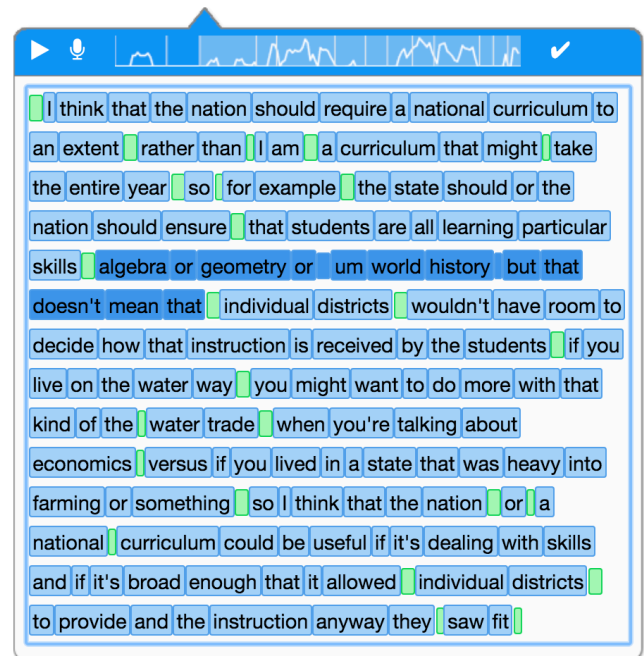 I think that the nation should require a national curriculum to
an extent rather than I am a curriculum that might take
the entire year so for example the state should or the
nation should ensure that students are all learning particular
skills algebra or geometry or um world history but that
doesn't mean that individual districts wouldn't have room to
decide how that instruction is received by the students if you
live on the water way you might want to do more with that
kind of the water trade when you're talking about
economics versus if you lived in a state that was heavy into
farming or something so I think that the nation or a
national curriculum could be useful if it's dealing with skills
and if it's broad enough that it allowed individual districts
to provide and the instruction anyway they saw fit